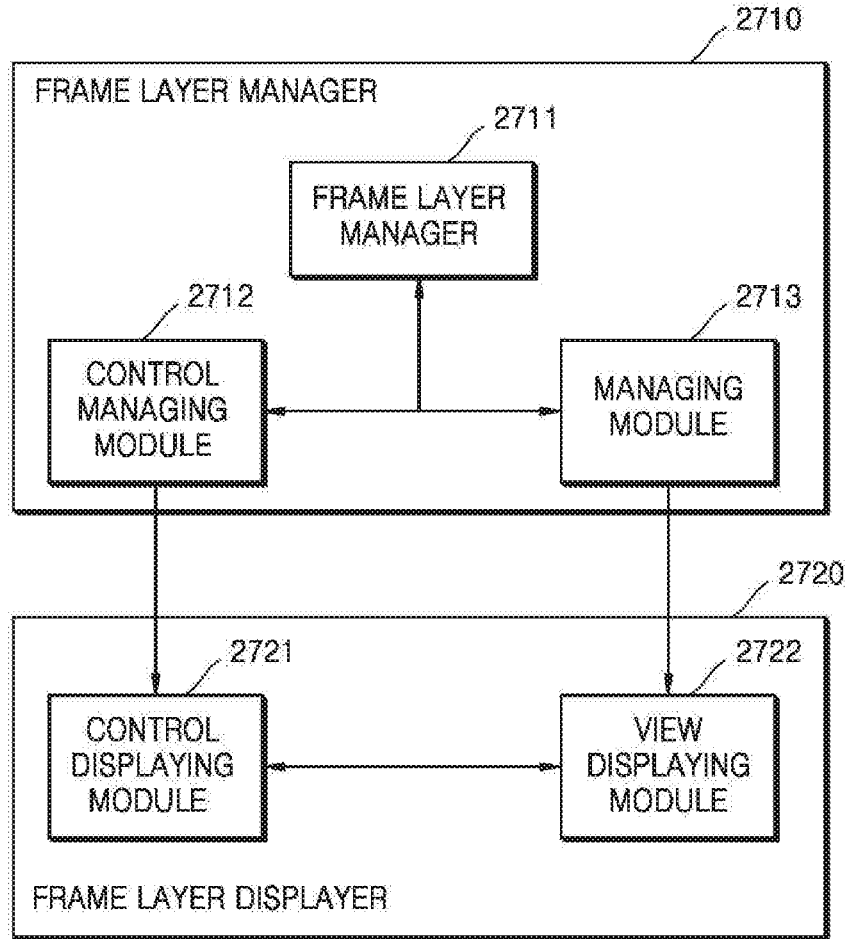 2710
FRAME LAYER MANAGER
2711
FRAME LAYER
MANAGER
2712
CONTROL
MANAGING
MODULE
2713
MANAGING
MODULE
2720
2721
CONTROL
DISPLAYING
MODULE
2722
VIEW
DISPLAYING
MODULE
FRAME LAYER DISPLAYER